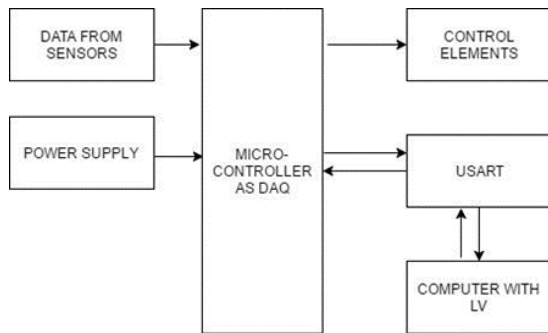 DATA FROM
SENSORS
CONTROL
ELEMENTS
POWER SUPPLY
MICRO-
CONTROLLER
AS DAQ
USART
COMPUTER WITH
LV